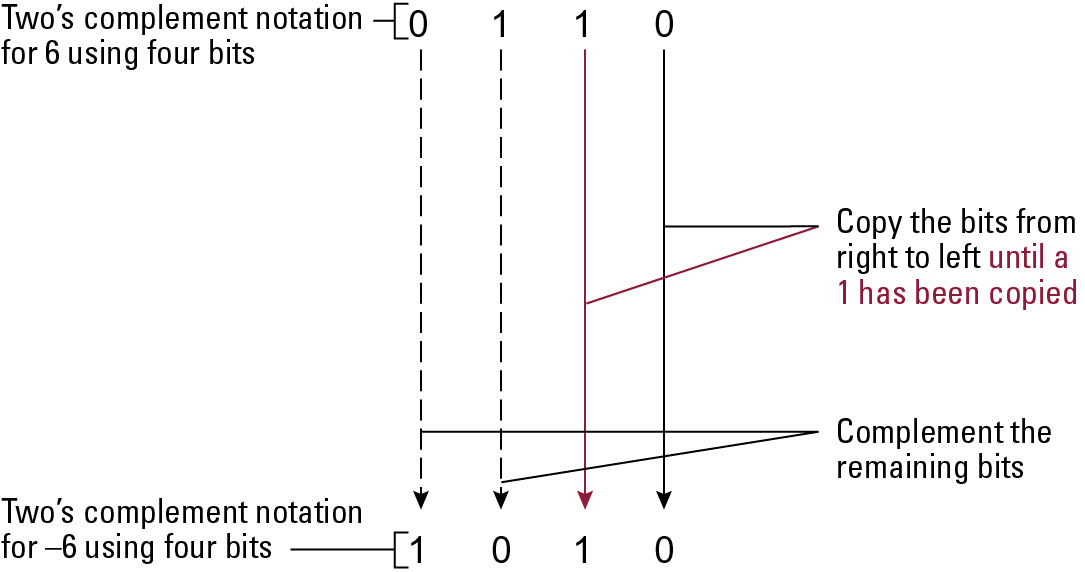 Two's complement notation
for 6 using four bits
0 1 1 0
Copy the bits from
right to left until a
1 has been copied
Complement the
remaining bits
Two's complement notation
for –6 using four bits
1 0 1 0